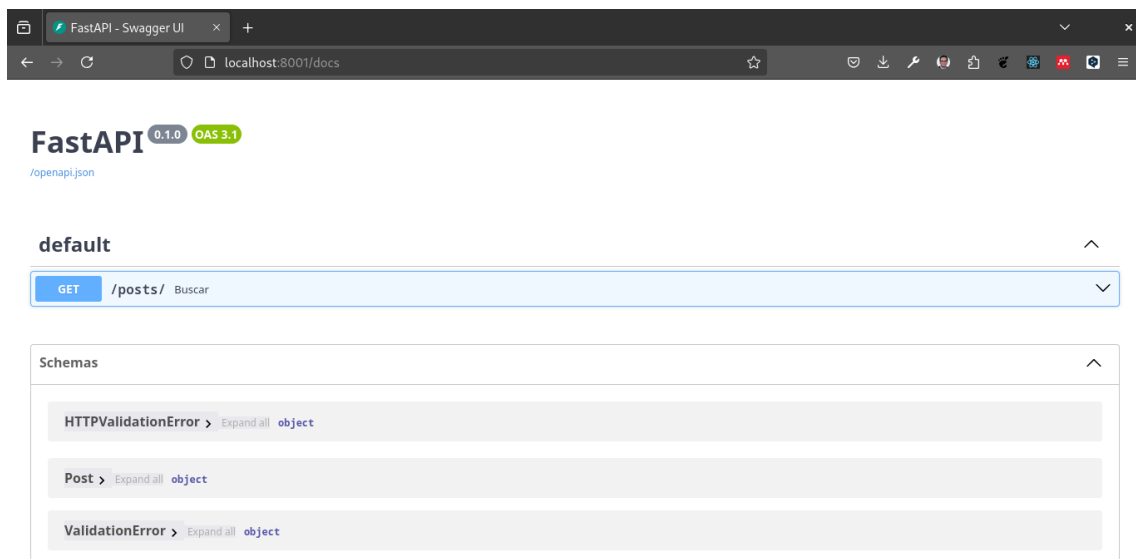 FastAPI - Swagger UI
localhost:8001/docs
FastAPI 0.1.0 OAS 3.1
/openapi.json
default
GET /posts/ Buscar
Schemas
HTTPValidationError Expand all object
Post Expand all object
ValidationError Expand all object